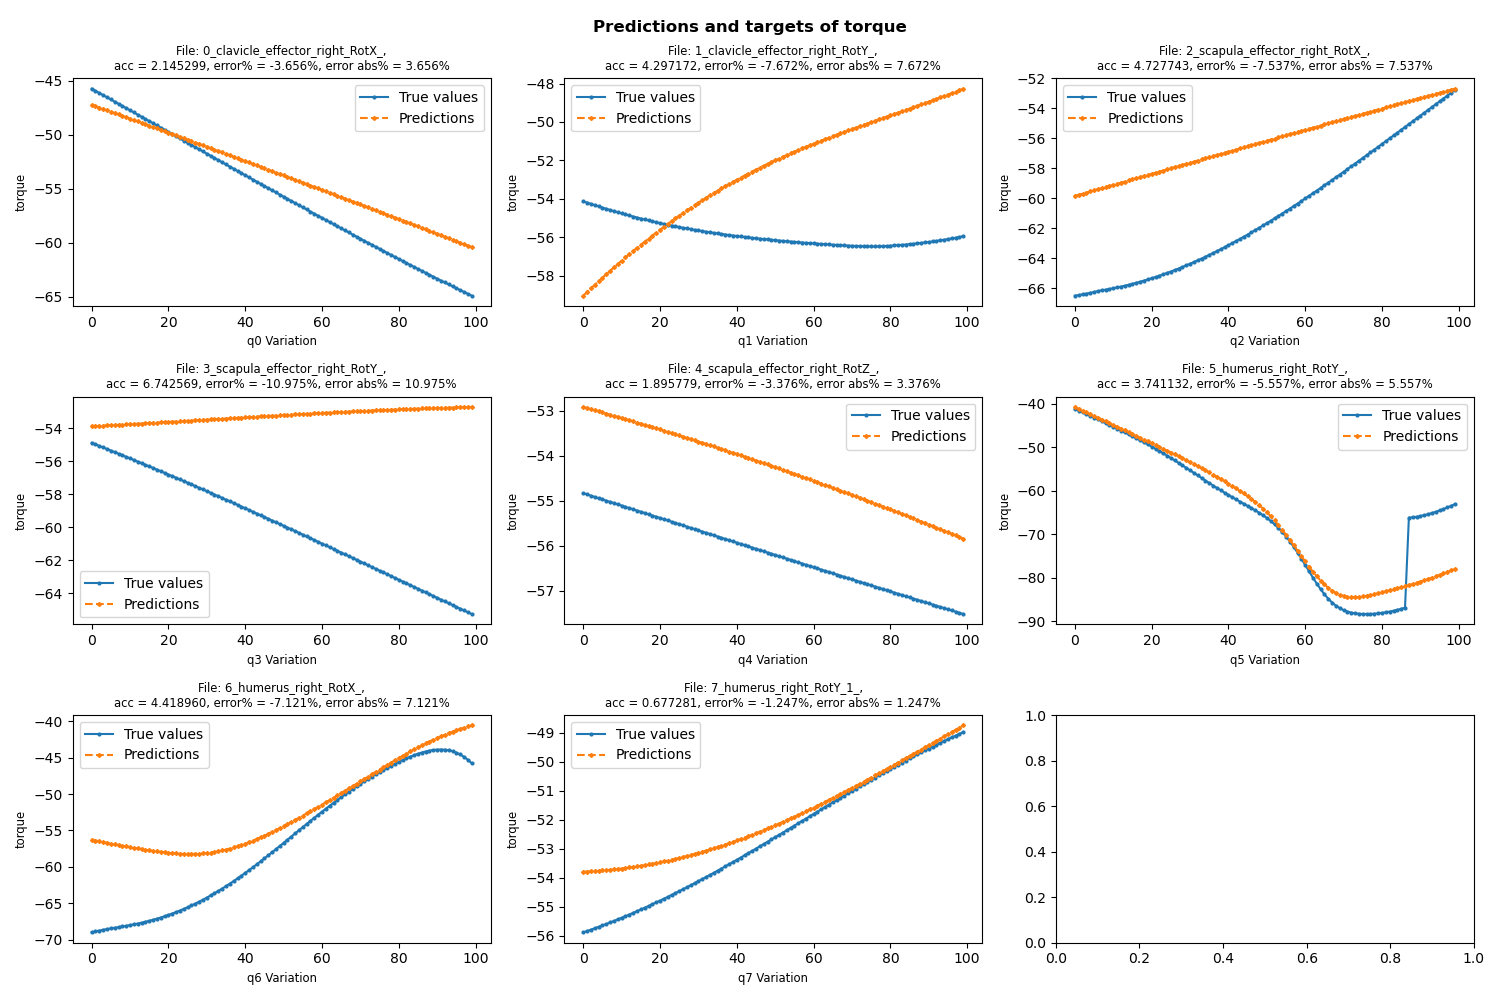 Predictions and targets of torque
File: 0_clavicle_effector_right_RotX_,
acc = 2.145299, error% = -3.656%, error abs% = 3.656%
−45
−50
−55
−60
−65
torque
True values
Predictions
0 20 40 60 80 100
q0 Variation
File: 1_clavicle_effector_right_RotY_,
acc = 4.297172, error% = -7.672%, error abs% = 7.672%
−48
−50
−52
−54
−56
−58
torque
True values
Predictions
0 20 40 60 80 100
q1 Variation
File: 2_scapula_effector_right_RotX_,
acc = 4.727743, error% = -7.537%, error abs% = 7.537%
−52
−54
−56
−58
−60
−62
−64
−66
torque
True values
Predictions
0 20 40 60 80 100
q2 Variation
File: 3_scapula_effector_right_RotY_,
acc = 6.742569, error% = -10.975%, error abs% = 10.975%
−54
−56
−58
−60
−62
−64
torque
True values
Predictions
0 20 40 60 80 100
q3 Variation
File: 4_scapula_effector_right_RotZ_,
acc = 1.895779, error% = -3.376%, error abs% = 3.376%
−53
−54
−55
−56
−57
torque
True values
Predictions
0 20 40 60 80 100
q4 Variation
File: 5_humerus_right_RotY_,
acc = 3.741132, error% = -5.557%, error abs% = 5.557%
−40
−50
−60
−70
−80
−90
torque
True values
Predictions
0 20 40 60 80 100
q5 Variation
File: 6_humerus_right_RotX_,
acc = 4.418960, error% = -7.121%, error abs% = 7.121%
−40
−45
−50
−55
−60
−65
−70
torque
True values
Predictions
0 20 40 60 80 100
q6 Variation
File: 7_humerus_right_RotY_1_,
acc = 0.677281, error% = -1.247%, error abs% = 1.247%
−49
−50
−51
−52
−53
−54
−55
−56
torque
True values
Predictions
0 20 40 60 80 100
q7 Variation
1.0
0.8
0.6
0.4
0.2
0.0
0.0 0.2 0.4 0.6 0.8 1.0